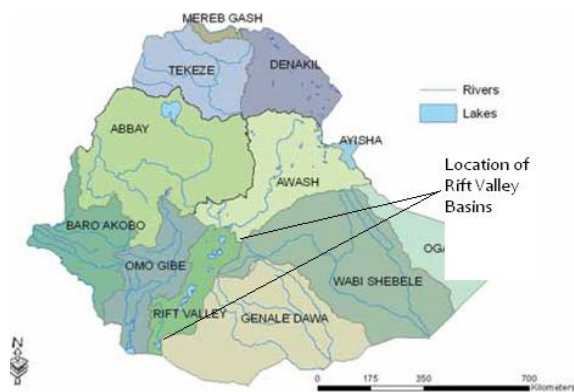 MEREB GASH
TEKEZE
DENAKIL
Rivers
Lakes
ABBAY
AYISHA
Location of
Rift Valley
Basins
AWASH
BARO AKOBO
OMO GIBE
OGA
WABI SHEBELE
RIFT VALLEY
GENALE DAWA
N
0 175 350 700
Kilometers